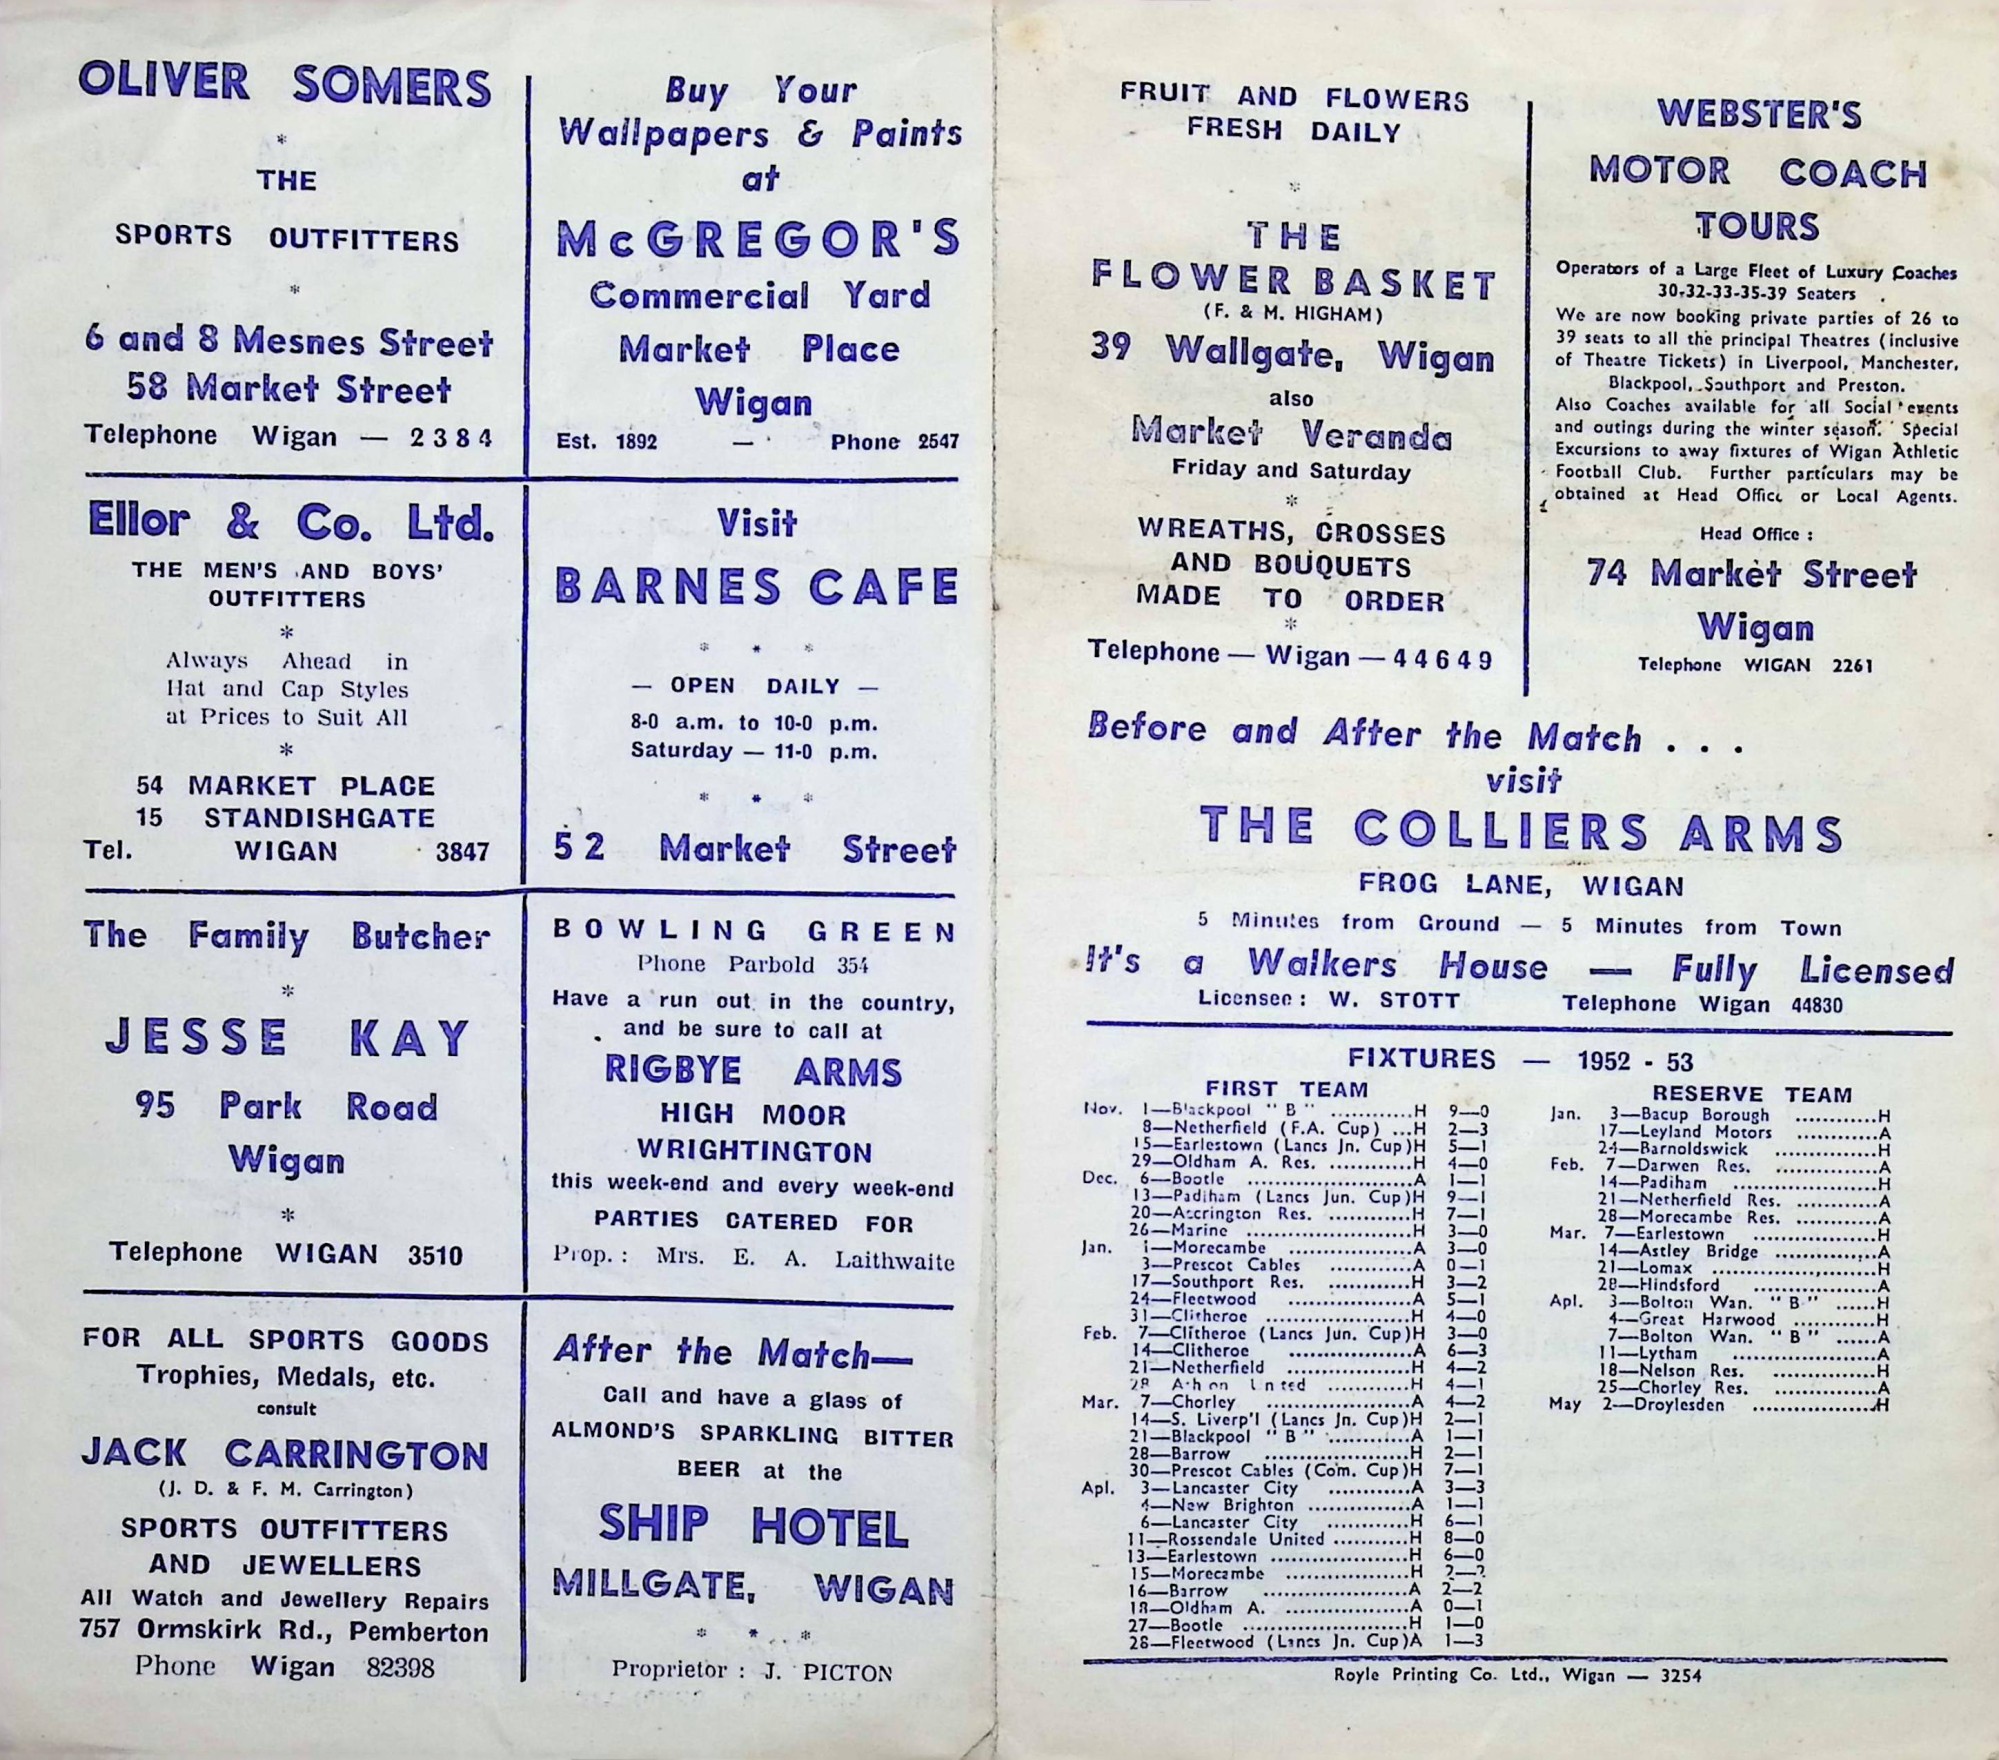 OLIVER SOMERS
*
THE
SPORTS OUTFITTERS
*
6 and 8 Mesnes Street
58 Market Street
Telephone Wigan — 2384
Buy Your
Wallpapers & Paints
at
McGREGOR'S
Commercial Yard
Market Place
Wigan
Est. 1892 — Phone 2547
Ellor & Co. Ltd.
THE MEN'S AND BOYS'
OUTFITTERS
*
Always Ahead in
Hat and Cap Styles
at Prices to Suit All
*
54 MARKET PLACE
15 STANDISHGATE
Tel. WIGAN 3847
Visit
BARNES CAFE
* * *
— OPEN DAILY —
8-0 a.m. to 10-0 p.m.
Saturday — 11-0 p.m.
* * *
52 Market Street
The Family Butcher
*
JESSE KAY
95 Park Road
Wigan
*
Telephone WIGAN 3510
BOWLING GREEN
Phone Parbold 354
Have a run out in the country,
and be sure to call at
RIGBYE ARMS
HIGH MOOR
WRIGHTINGTON
this week-end and every week-end
PARTIES CATERED FOR
Prop.: Mrs. E. A. Laithwaite
FOR ALL SPORTS GOODS
Trophies, Medals, etc.
consult
JACK CARRINGTON
(J. D. & F. M. Carrington)
SPORTS OUTFITTERS
AND JEWELLERS
All Watch and Jewellery Repairs
757 Ormskirk Rd., Pemberton
Phone Wigan 82398
After the Match—
Call and have a glass of
ALMOND'S SPARKLING BITTER
BEER at the
SHIP HOTEL
MILLGATE, WIGAN
* * *
Proprietor : J. PICTON
FRUIT AND FLOWERS
FRESH DAILY
*
THE
FLOWER BASKET
(F. & M. HIGHAM)
39 Wallgate, Wigan
also
Market Veranda
Friday and Saturday
*
WREATHS, CROSSES
AND BOUQUETS
MADE TO ORDER
*
Telephone — Wigan — 44649
WEBSTER'S
MOTOR COACH
TOURS
Operators of a Large Fleet of Luxury Coaches
30-32-33-35-39 Seaters
We are now booking private parties of 26 to
39 seats to all the principal Theatres (inclusive
of Theatre Tickets) in Liverpool, Manchester,
Blackpool, Southport and Preston.
Also Coaches available for all Social events
and outings during the winter season. Special
Excursions to away fixtures of Wigan Athletic
Football Club. Further particulars may be
obtained at Head Office or Local Agents.
Head Office :
74 Market Street
Wigan
Telephone WIGAN 2261
Before and After the Match . . .
visit
THE COLLIERS ARMS
FROG LANE, WIGAN
5 Minutes from Ground — 5 Minutes from Town
It's a Walkers House — Fully Licensed
Licensee : W. STOTT Telephone Wigan 44830
FIXTURES — 1952 - 53
FIRST TEAM
Nov. 1—Blackpool "B" ............H 9—0
8—Netherfield (F.A. Cup) ...H 2—3
15—Earlestown (Lancs Jn. Cup)H 5—1
29—Oldham A. Res. ............H 4—0
Dec. 6—Bootle ........................A 1—1
13—Padiham (Lancs Jun. Cup)H 9—1
20—Accrington Res. ............H 7—1
26—Marine ........................H 3—0
Jan. 1—Morecambe ..................A 3—0
3—Prescot Cables ............A 0—1
17—Southport Res. ............H 3—2
24—Fleetwood ..................A 5—1
31—Clitheroe ..................H 4—0
Feb. 7—Clitheroe (Lancs Jun. Cup)H 3—0
14—Clitheroe ..................A 6—3
21—Netherfield ..................H 4—2
28 Ashton United ............H 4—1
Mar. 7—Chorley ..................A 4—2
14—S. Liverp'l (Lancs Jn. Cup)H 2—1
21—Blackpool "B" ............A 1—1
28—Barrow ..................H 2—1
30—Prescot Cables (Com. Cup)H 7—1
Apl. 3—Lancaster City ............A 3—3
4—New Brighton ...............A 1—1
6—Lancaster City ............H 6—1
11—Rossendale United .........H 8—0
13—Earlestown ..................H 6—0
15—Morecambe ..................H 2—2
16—Barrow ..................A 2—2
18—Oldham A. ..................A 0—1
27—Bootle ........................H 1—0
28—Fleetwood (Lancs Jn. Cup)A 1—3
RESERVE TEAM
Jan. 3—Bacup Borough ............H
17—Leyland Motors ............A
24—Barnoldswick ...............H
Feb. 7—Darwen Res. ...............A
14—Padiham ..................H
21—Netherfield Res. ............A
28—Morecambe Res. ............A
Mar. 7—Earlestown ..................H
14—Astley Bridge ...............A
21—Lomax ........................H
28—Hindsford ..................A
Apl. 3—Bolton Wan. "B" ......H
4—Great Harwood ............H
7—Bolton Wan. "B" ......A
11—Lytham .....................A
18—Nelson Res. ...............H
25—Chorley Res. ...............A
May 2—Droylesden ..................H
Royle Printing Co. Ltd., Wigan — 3254